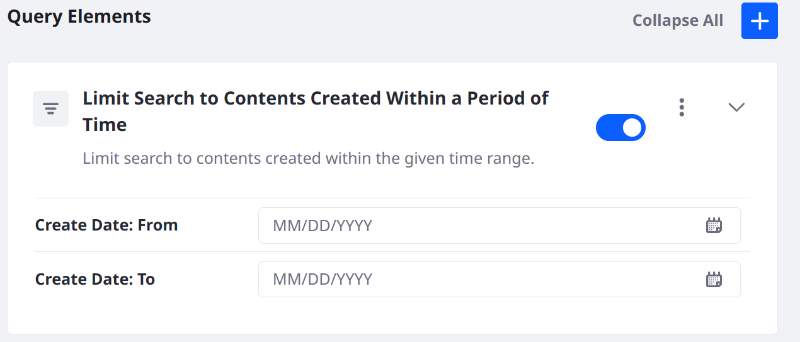 Query Elements
Collapse All
Limit Search to Contents Created Within a Period of
Time
Limit search to contents created within the given time range.
Create Date: From
MM/DD/YYYY
Create Date: To
MM/DD/YYYY